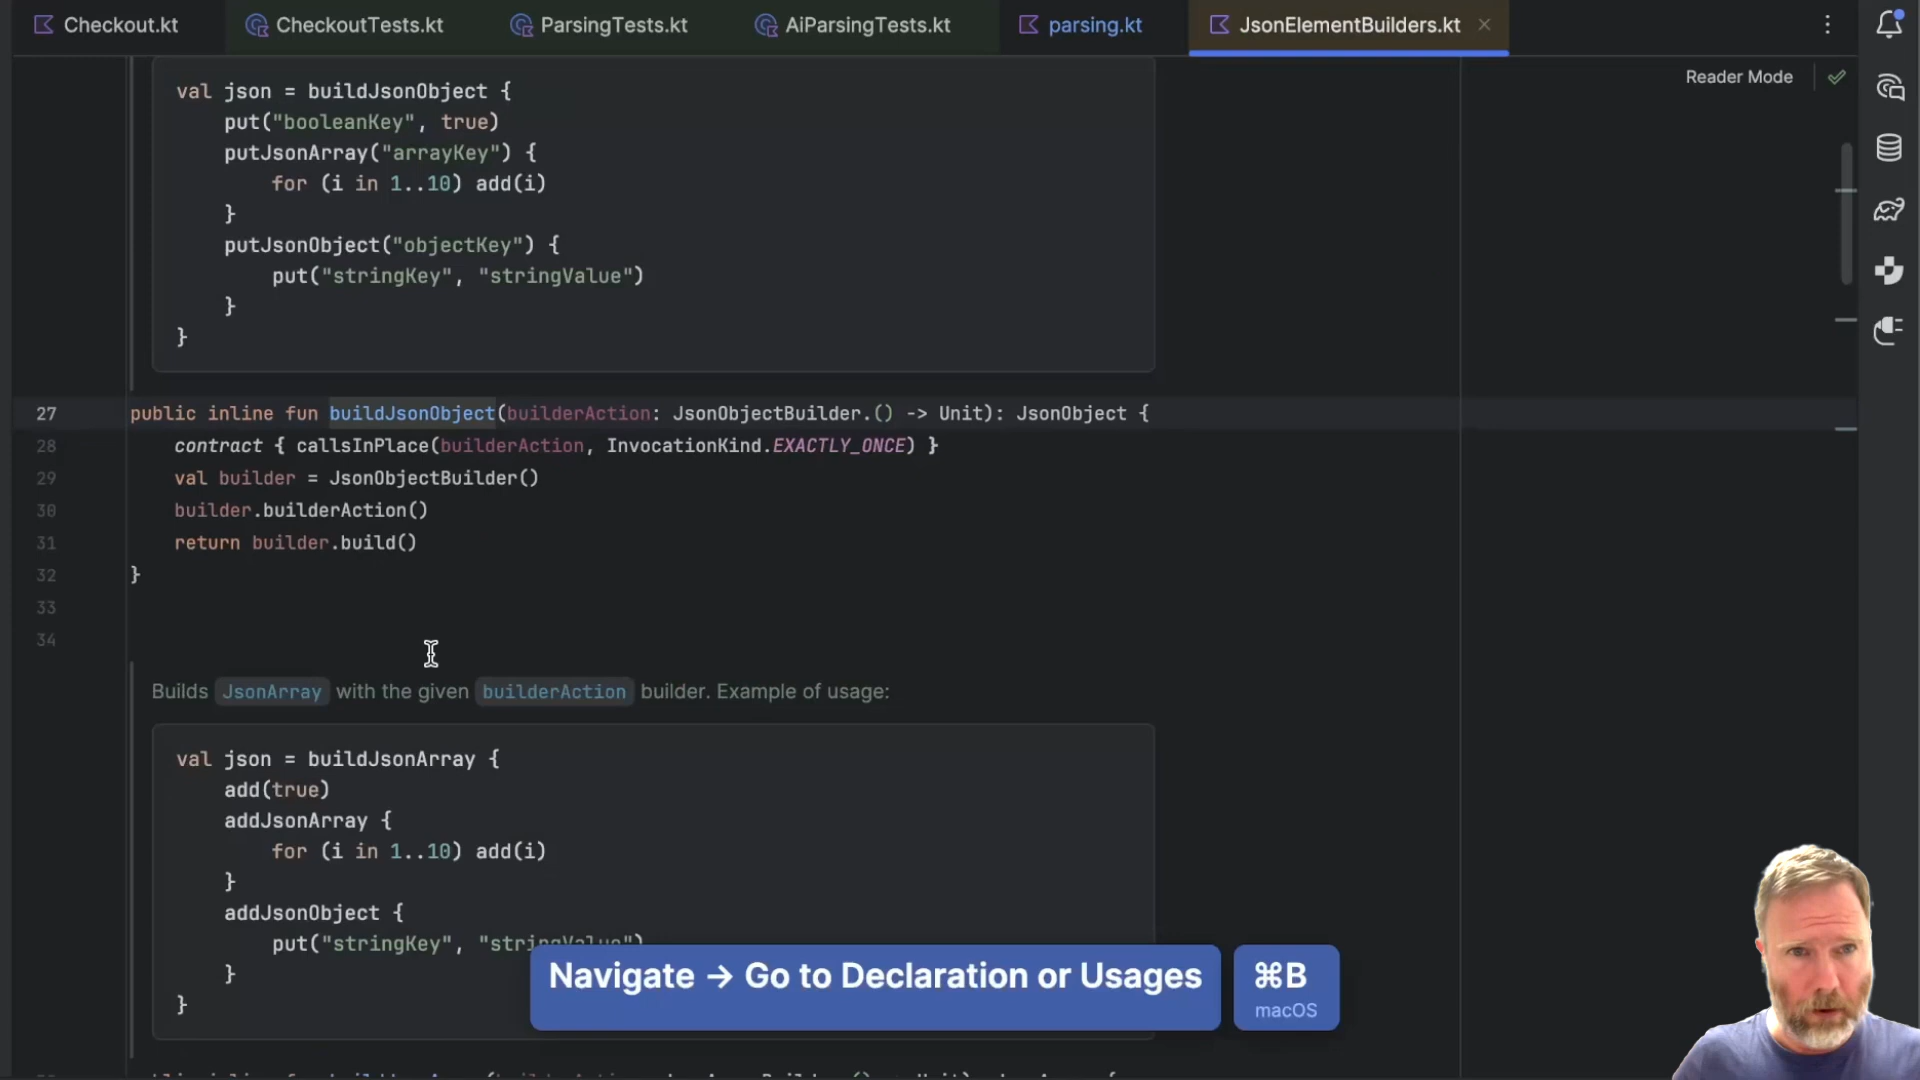 Checkout.kt
CheckoutTests.kt
ParsingTests.kt
AiParsingTests.kt
parsing.kt
JsonElementBuilders.kt
Reader Mode
val json = buildJsonObject {
    put("booleanKey", true)
    putJsonArray("arrayKey") {
        for (i in 1..10) add(i)
    }
    putJsonObject("objectKey") {
        put("stringKey", "stringValue")
    }
}
27 public inline fun buildJsonObject(builderAction: JsonObjectBuilder.() -> Unit): JsonObject {
28     contract { callsInPlace(builderAction, InvocationKind.EXACTLY_ONCE) }
29     val builder = JsonObjectBuilder()
30     builder.builderAction()
31     return builder.build()
32 }
33
34
Builds JsonArray with the given builderAction builder. Example of usage:
val json = buildJsonArray {
    add(true)
    addJsonArray {
        for (i in 1..10) add(i)
    }
    addJsonObject {
        put("stringKey", "stringValue")
    }
}
Navigate → Go to Declaration or Usages
⌘B
macOS